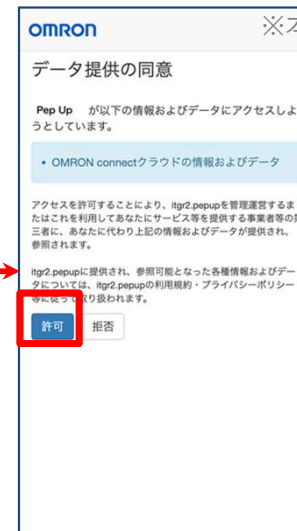 OMRON
※
データ提供の同意
Pep Up が以下の情報およびデータにアクセスしよ
うとしています。
• OMRON connectクラウドの情報およびデータ
アクセスを許可することにより、itgr2.pepupを管理運営するま
たはこれを利用してあなたにサービス等を提供する事業者等の第
三者に、あなたに代わり上記の情報およびデータが提供され、
参照されます。
itgr2.pepupに提供され、参照可能となった各種情報およびデー
タについては、itgr2.pepupの利用規約・プライバシーポリシー
等に従って取り扱われます。
許可 拒否